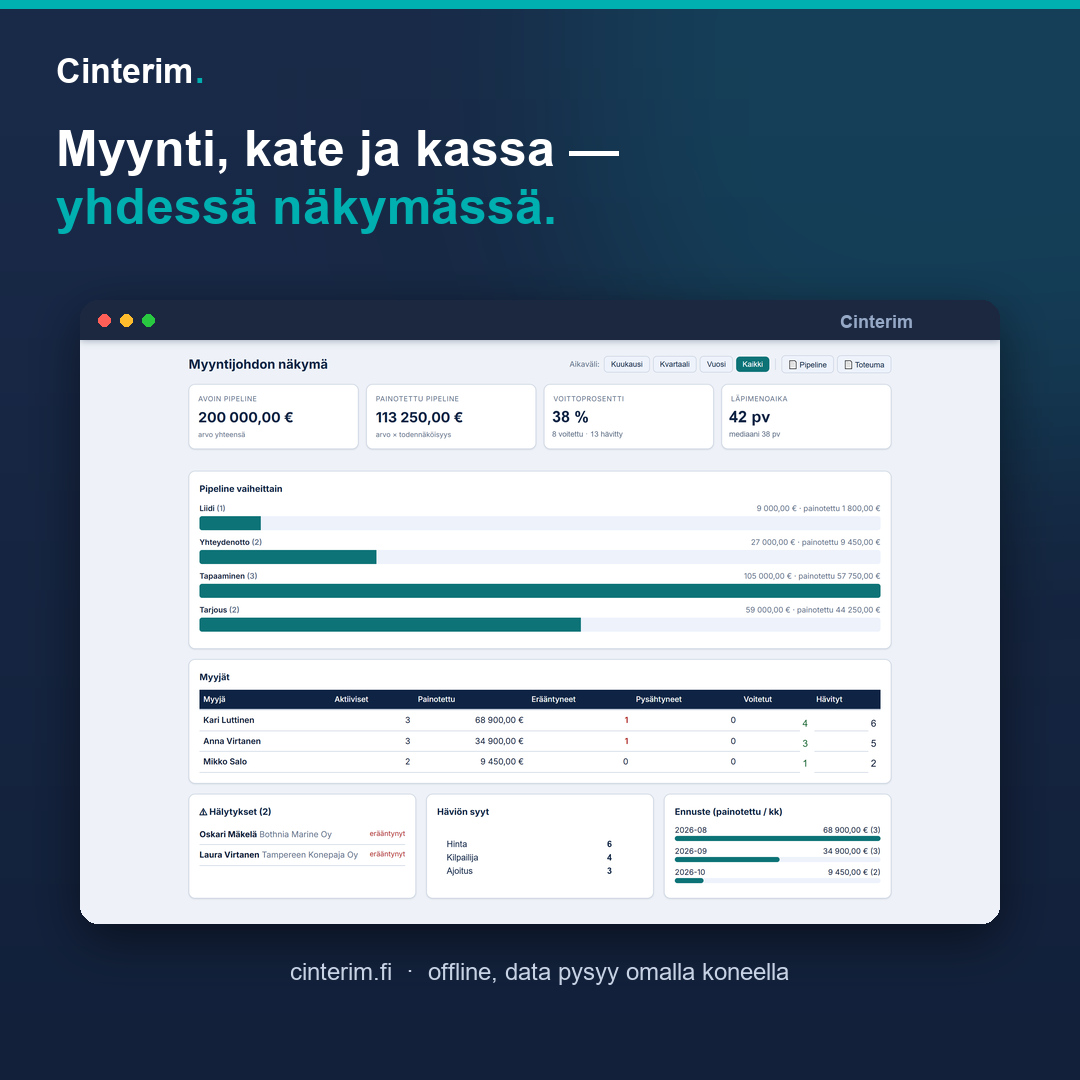 Cinterim.
Myynti, kate ja kassa —
yhdessä näkymässä.
Cinterim
Myyntijohdon näkymä
Aikaväli: Kuukausi Kvartaali Vuosi Kaikki Pipeline Toteuma
AVOIN PIPELINE
200 000,00 €
arvo yhteensä
PAINOTETTU PIPELINE
113 250,00 €
arvo × todennäköisyys
VOITTOPROSENTTI
38 %
8 voitettu · 13 hävitty
LÄPIMENOAIKA
42 pv
mediaani 38 pv
Pipeline vaiheittain
Liidi (1) 9 000,00 € · painotettu 1 800,00 €
Yhteydenotto (2) 27 000,00 € · painotettu 9 450,00 €
Tapaaminen (3) 105 000,00 € · painotettu 57 750,00 €
Tarjous (2) 59 000,00 € · painotettu 44 250,00 €
Myyjät
Myyjä Aktiiviset Painotettu Erääntyneet Pysähtyneet Voitetut Hävityt
Kari Luttinen 3 68 900,00 € 1 0 4 6
Anna Virtanen 3 34 900,00 € 1 0 3 5
Mikko Salo 2 9 450,00 € 0 0 1 2
⚠ Hälytykset (2)
Oskari Mäkelä Bothnia Marine Oy erääntynyt
Laura Virtanen Tampereen Konepaja Oy erääntynyt
Häviön syyt
Hinta 6
Kilpailija 4
Ajoitus 3
Ennuste (painotettu / kk)
2026-08 68 900,00 € (3)
2026-09 34 900,00 € (3)
2026-10 9 450,00 € (2)
cinterim.fi · offline, data pysyy omalla koneella